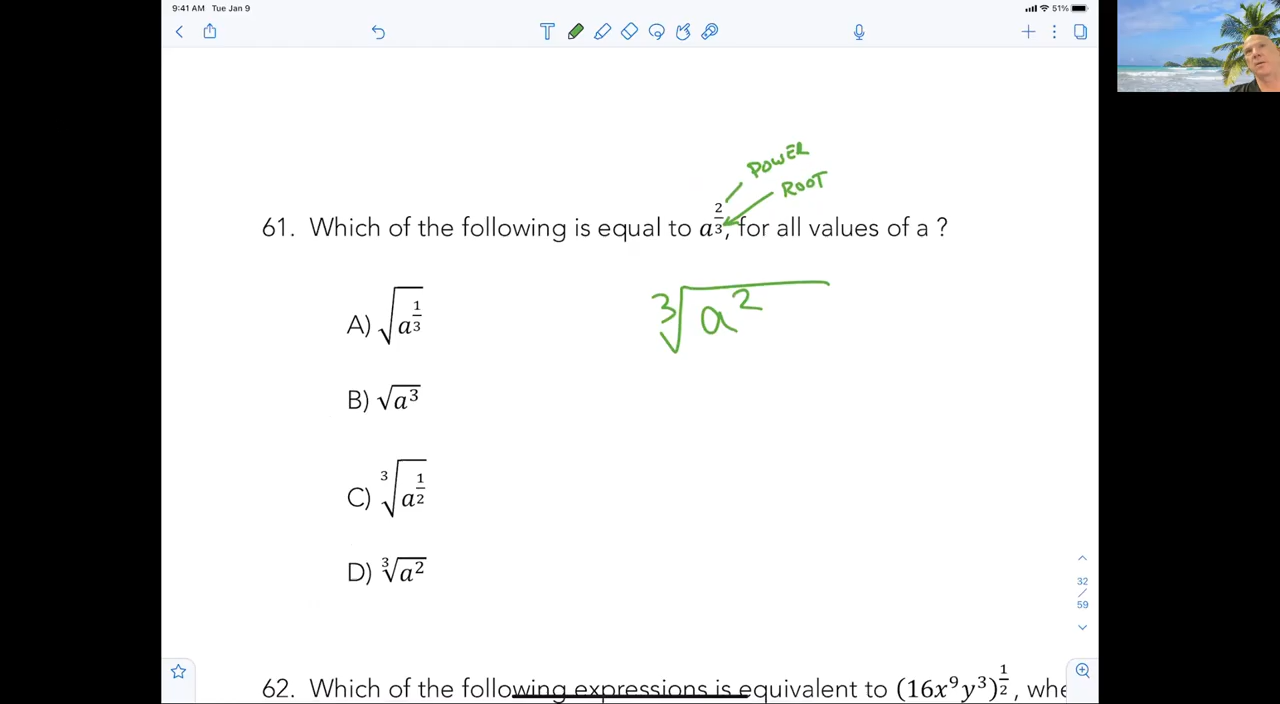 9:41 AM Tue Jan 9
51%
POWER
ROOT
61. Which of the following is equal to a^(2/3), for all values of a ?
∛(a²)
A) √(a^(1/3))
B) √(a³)
C) ∛(a^(1/2))
D) ∛(a²)
32
/
59
62. Which of the following expressions is equivalent to (16x⁹y³)^(1/2), whe